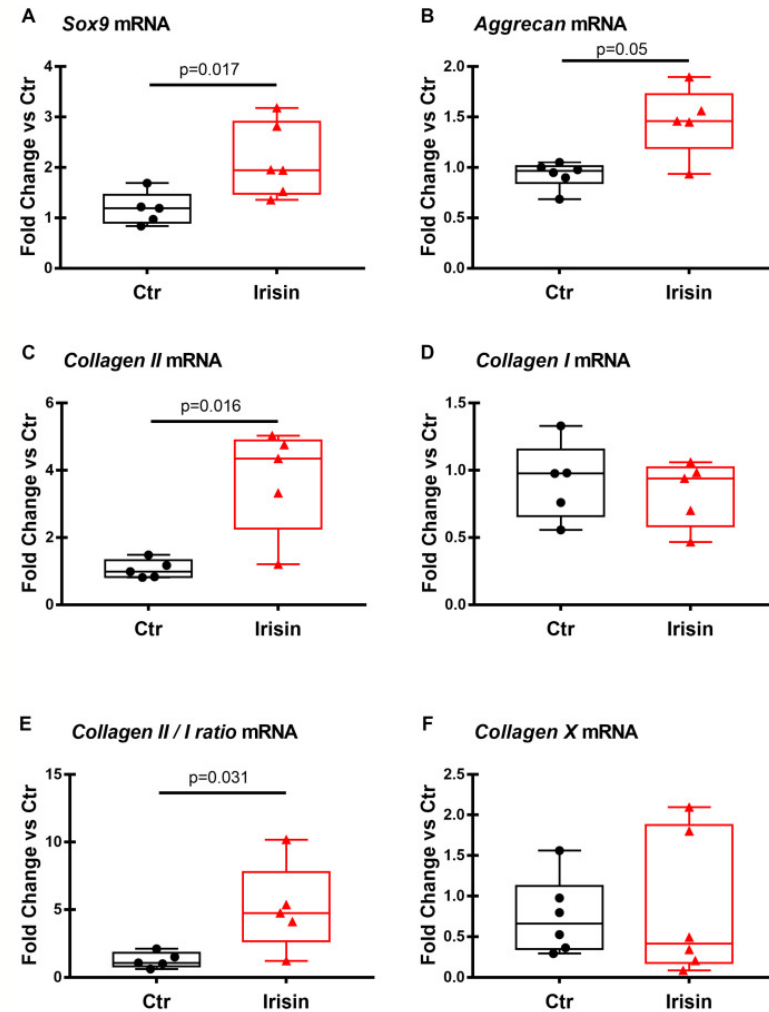 A
Sox9 mRNA
Fold Change vs Ctr
4
3
2
1
0
p=0.017
Ctr
Irisin
B
Aggrecan mRNA
Fold Change vs Ctr
2.0
1.5
1.0
0.5
0.0
p=0.05
Ctr
Irisin
C
Collagen II mRNA
Fold Change vs Ctr
6
4
2
0
p=0.016
Ctr
Irisin
D
Collagen I mRNA
Fold Change vs Ctr
1.5
1.0
0.5
0.0
Ctr
Irisin
E
Collagen II / I ratio mRNA
Fold Change vs Ctr
15
10
5
0
p=0.031
Ctr
Irisin
F
Collagen X mRNA
Fold Change vs Ctr
2.5
2.0
1.5
1.0
0.5
0.0
Ctr
Irisin